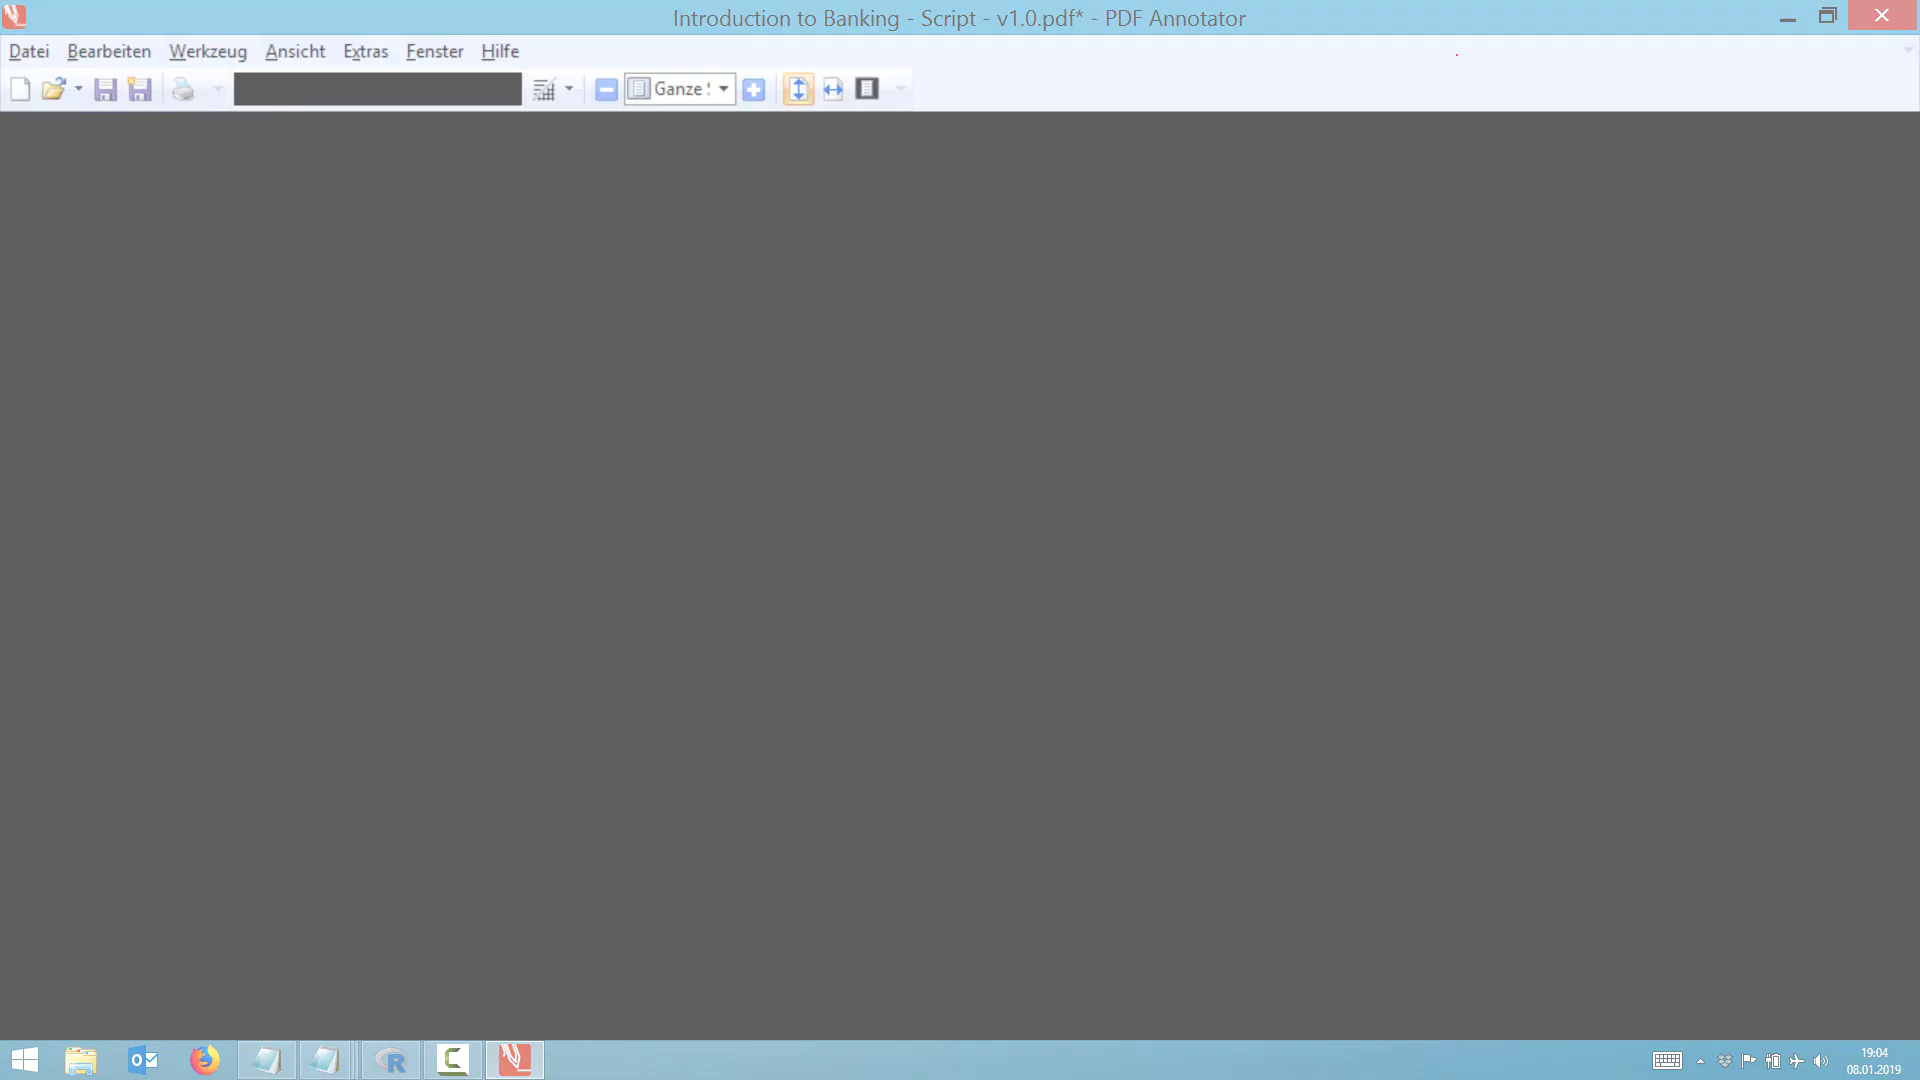 Introduction to Banking - Script - v1.0.pdf* - PDF Annotator
Datei Bearbeiten Werkzeug Ansicht Extras Fenster Hilfe
Ganze
19:04
08.01.2019